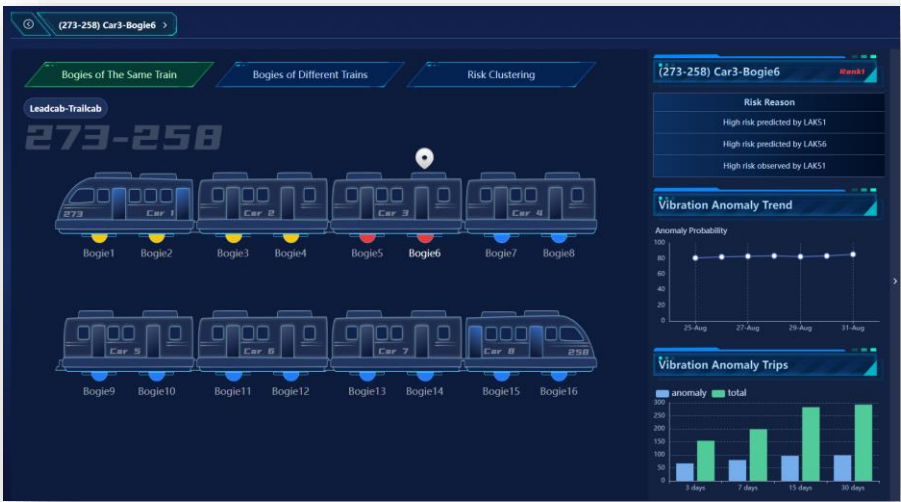 (273-258) Car3-Bogie6 >
Bogies of The Same Train
Bogies of Different Trains
Risk Clustering
Leadcab-Trailcab
273-258
273 Car 1 Car 2 Car 3 Car 4
Bogie1 Bogie2 Bogie3 Bogie4 Bogie5 Bogie6 Bogie7 Bogie8
Car 5 Car 6 Car 7 Car 8 258
Bogie9 Bogie10 Bogie11 Bogie12 Bogie13 Bogie14 Bogie15 Bogie16
(273-258) Car3-Bogie6 Rank1
Risk Reason
High risk predicted by LAK51
High risk predicted by LAK56
High risk observed by LAK51
Vibration Anomaly Trend
Anomaly Probability
100
80
60
40
20
0
25-Aug 27-Aug 29-Aug 31-Aug
Vibration Anomaly Trips
anomaly total
300
250
200
150
100
50
0
3 days 7 days 15 days 30 days